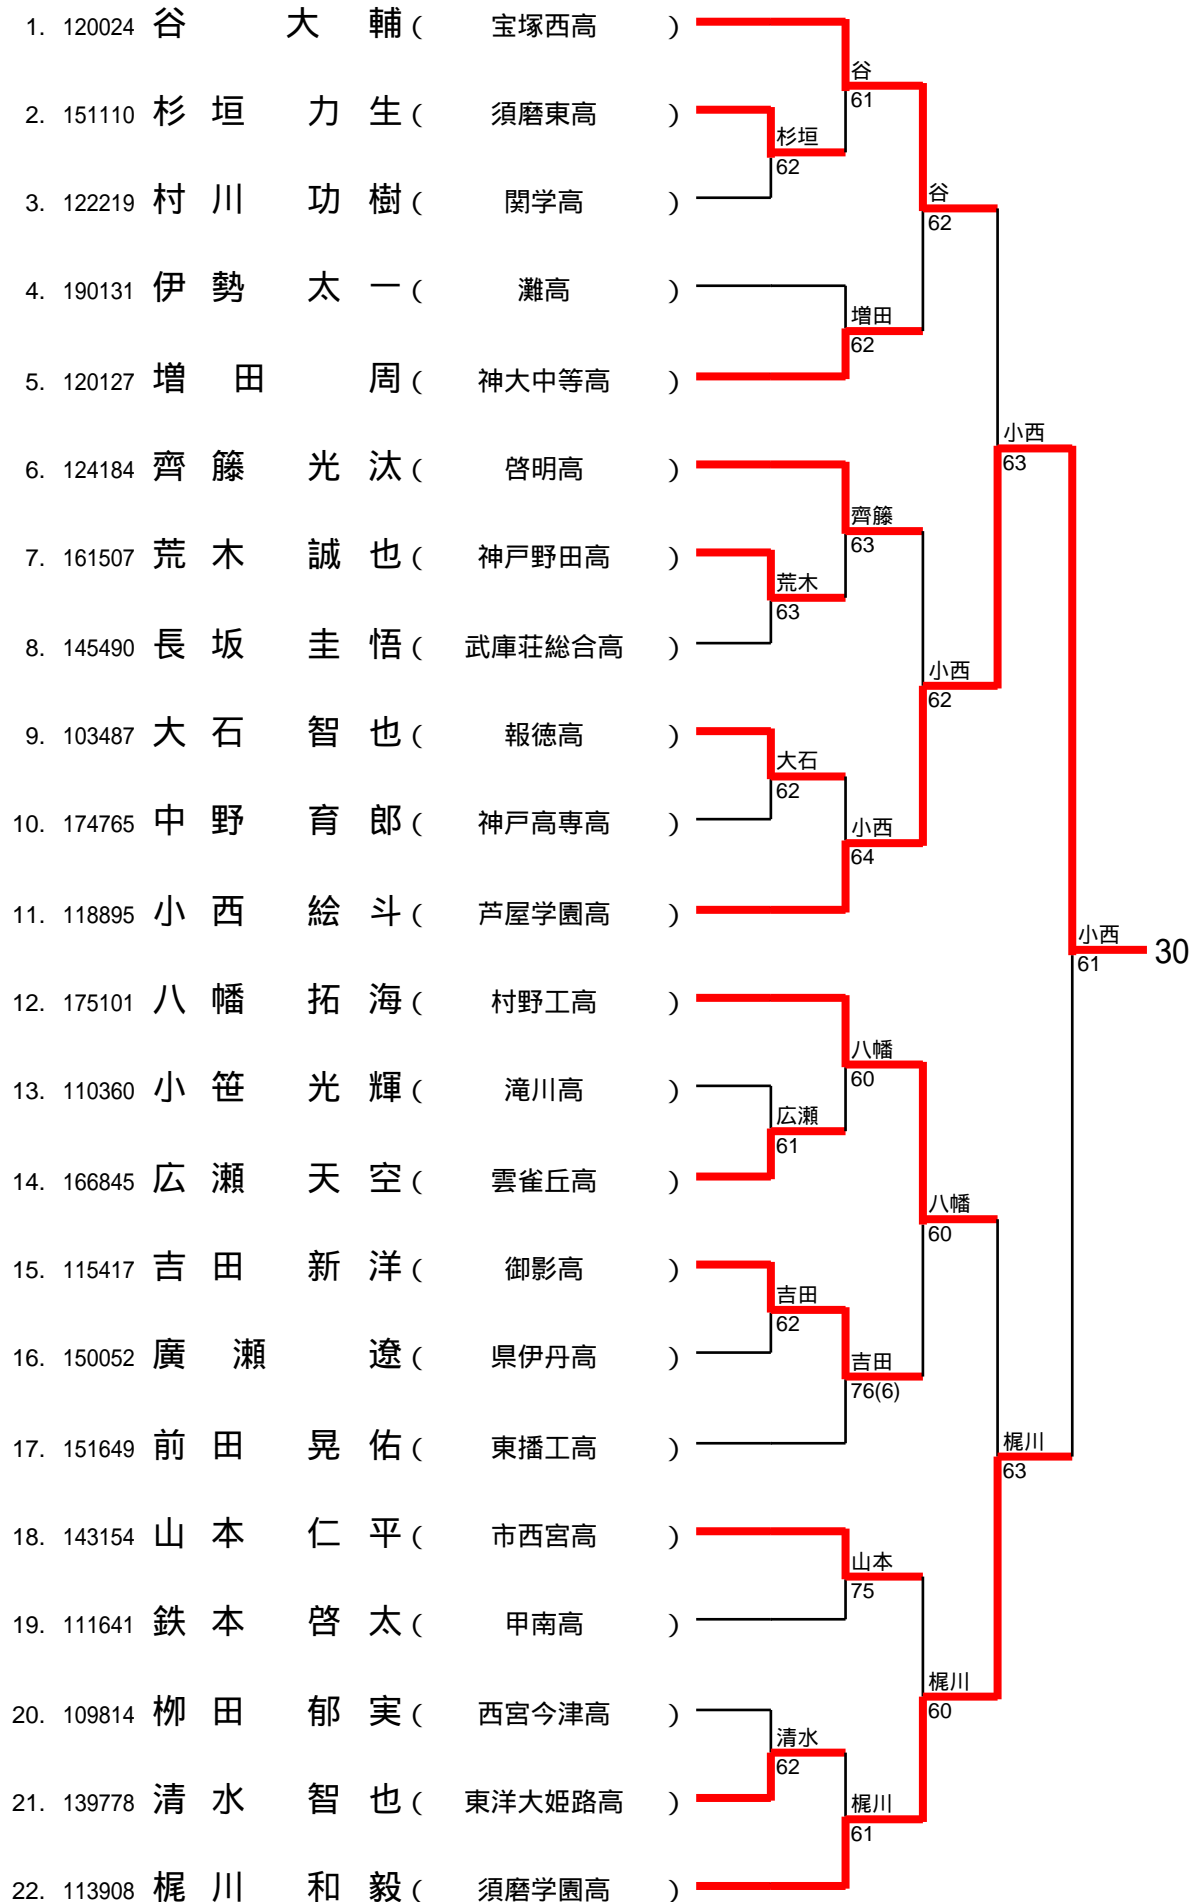 1. 120024 谷 大 輔 ( 宝塚西高 )
谷
61
2. 151110 杉 垣 力 生 ( 須磨東高 )
杉垣
62
3. 122219 村 川 功 樹 ( 関学高 )
谷
62
4. 190131 伊 勢 太 一 ( 灘高 )
増田
62
5. 120127 増 田 周 ( 神大中等高 )
小西
63
6. 124184 齊 籐 光 汰 ( 啓明高 )
齊籐
63
7. 161507 荒 木 誠 也 ( 神戸野田高 )
荒木
63
8. 145490 長 坂 圭 悟 ( 武庫荘総合高 )
小西
62
9. 103487 大 石 智 也 ( 報徳高 )
大石
62
10. 174765 中 野 育 郎 ( 神戸高専高 )
小西
64
11. 118895 小 西 絵 斗 ( 芦屋学園高 )
小西
61
30
12. 175101 八 幡 拓 海 ( 村野工高 )
八幡
60
13. 110360 小 笹 光 輝 ( 滝川高 )
広瀬
61
14. 166845 広 瀬 天 空 ( 雲雀丘高 )
八幡
60
15. 115417 吉 田 新 洋 ( 御影高 )
吉田
62
16. 150052 廣 瀬 遼 ( 県伊丹高 )
吉田
76(6)
17. 151649 前 田 晃 佑 ( 東播工高 )
梶川
63
18. 143154 山 本 仁 平 ( 市西宮高 )
山本
75
19. 111641 鉄 本 啓 太 ( 甲南高 )
梶川
60
20. 109814 栁 田 郁 実 ( 西宮今津高 )
清水
62
21. 139778 清 水 智 也 ( 東洋大姫路高 )
梶川
61
22. 113908 梶 川 和 毅 ( 須磨学園高 )